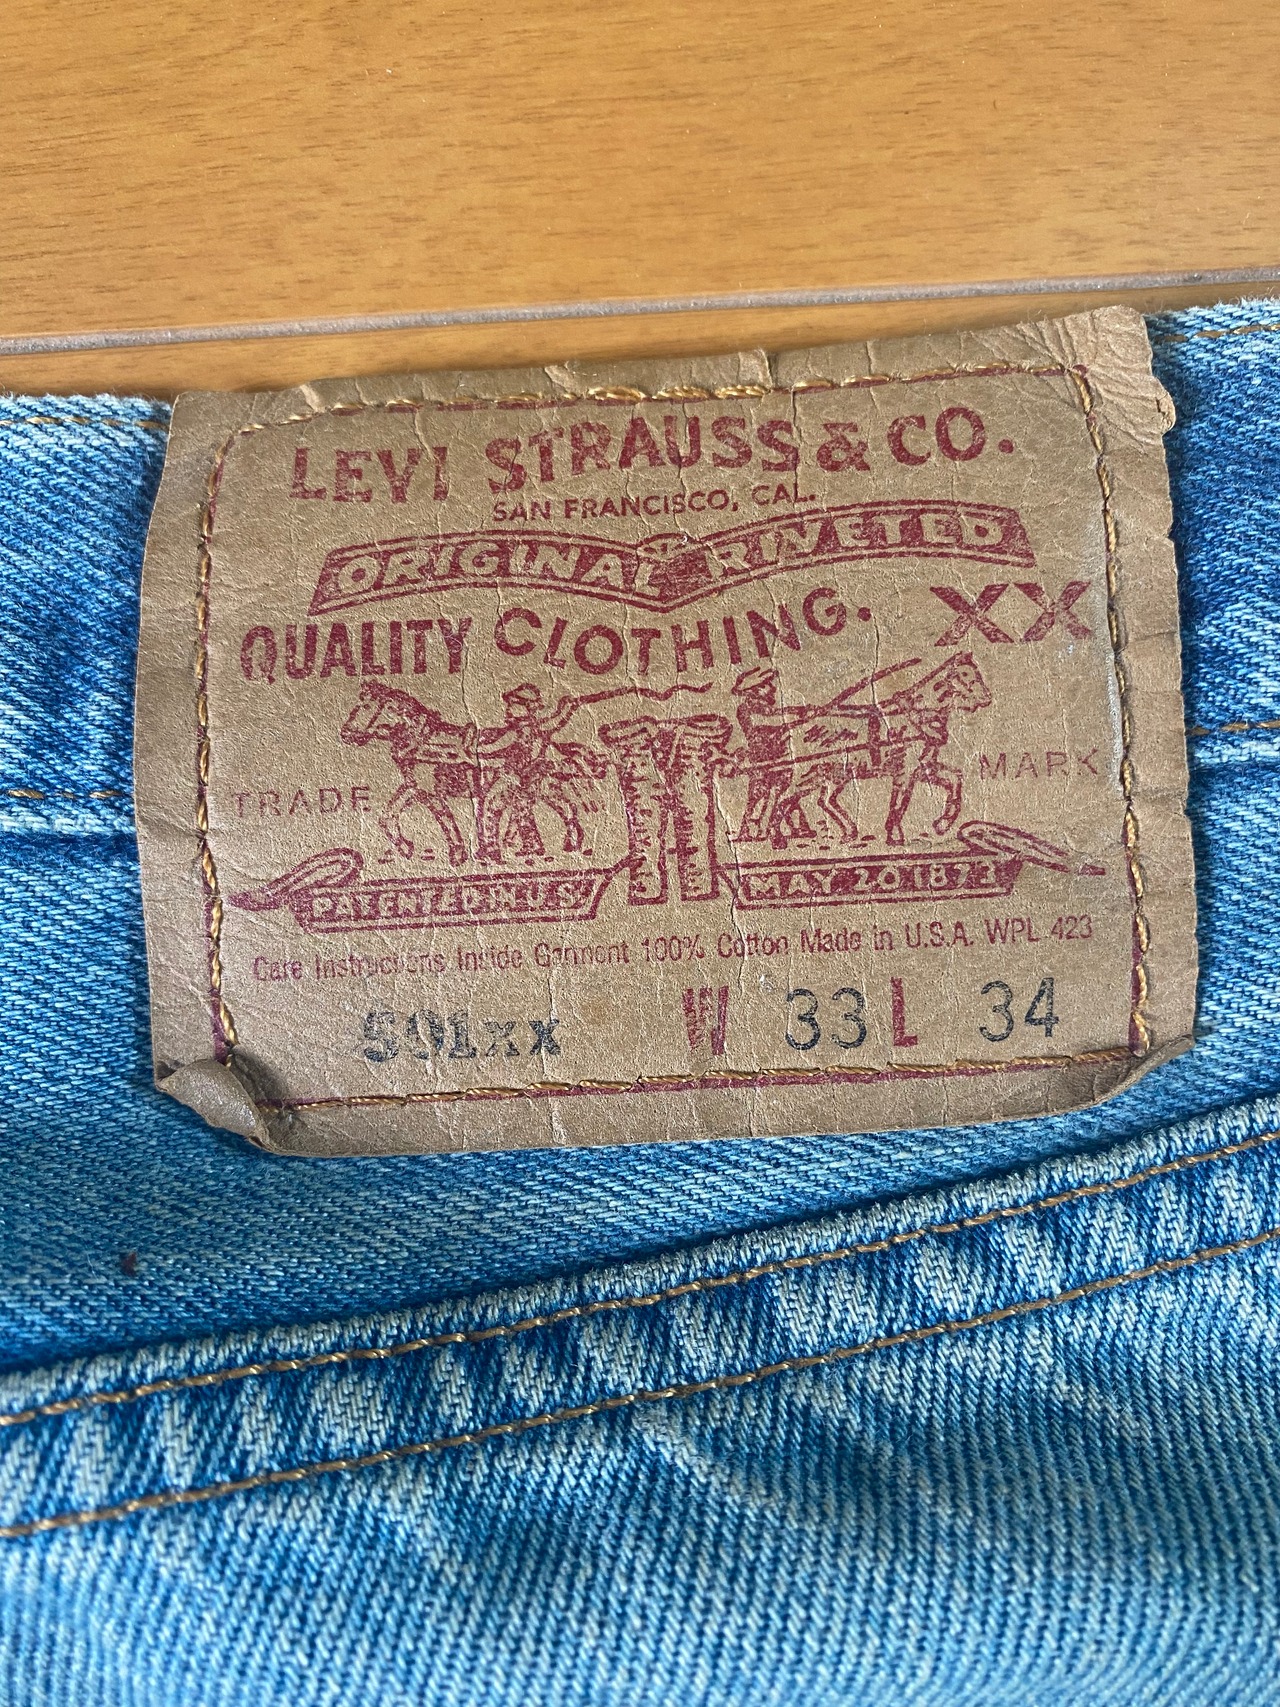 LEVI STRAUSS & CO.
SAN FRANCISCO, CAL.
ORIGINAL RIVETED
QUALITY CLOTHING. XX
TRADE MARK
PATENTED IN U.S. MAY 20 1873
Care Instructions Inside Garment 100% Cotton Made in U.S.A. WPL 423
501xx W 33 L 34